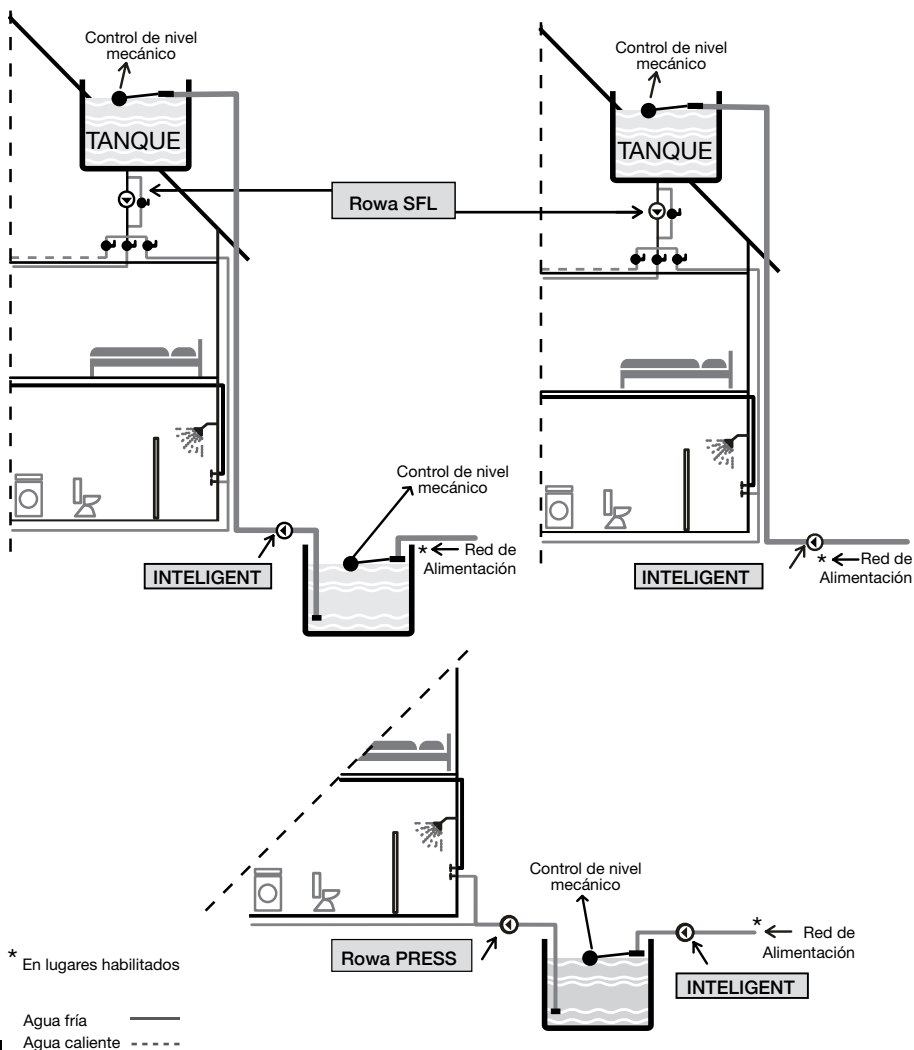 Control de nivel
mecánico
TANQUE
Rowa SFL
Control de nivel
mecánico
* Red de
Alimentación
INTELIGENT
Control de nivel
mecánico
TANQUE
INTELIGENT
* Red de
Alimentación
Control de nivel
mecánico
Rowa PRESS
* Red de
Alimentación
INTELIGENT
* En lugares habilitados
Agua fría
Agua caliente